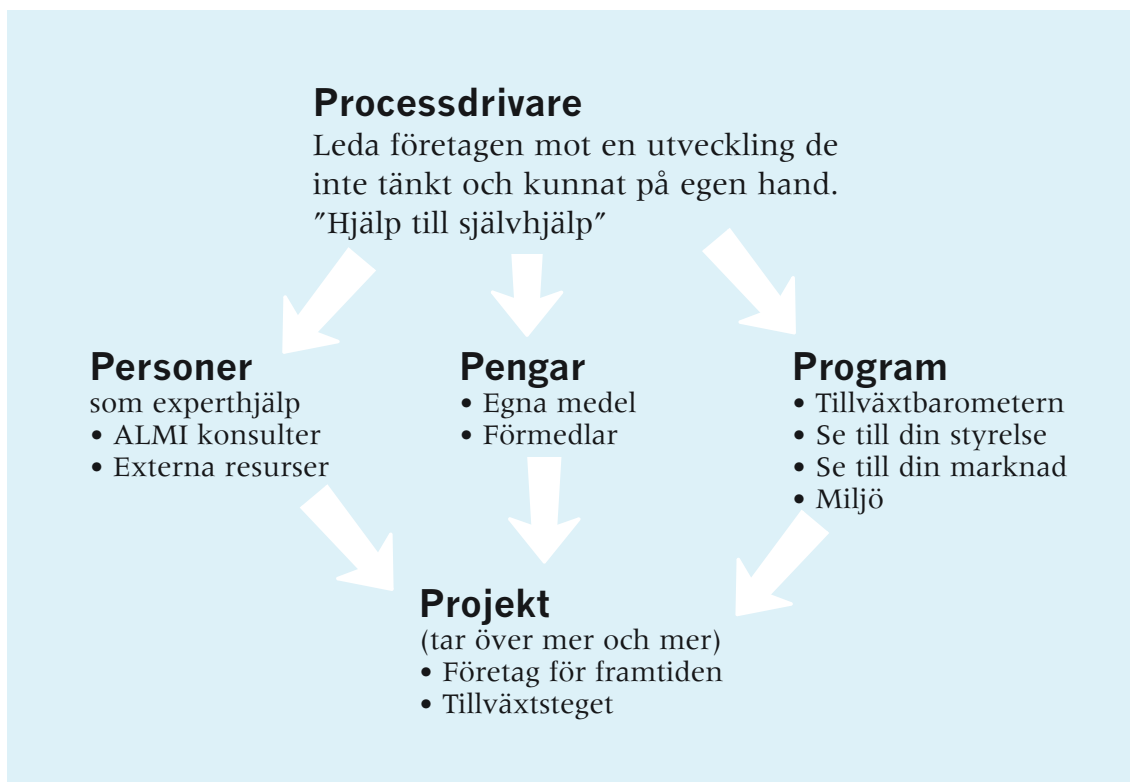 Processdrivare
Leda företagen mot en utveckling de
inte tänkt och kunnat på egen hand.
″Hjälp till självhjälp″
Personer
som experthjälp
• ALMI konsulter
• Externa resurser
Pengar
• Egna medel
• Förmedlar
Program
• Tillväxtbarometern
• Se till din styrelse
• Se till din marknad
• Miljö
Projekt
(tar över mer och mer)
• Företag för framtiden
• Tillväxtsteget